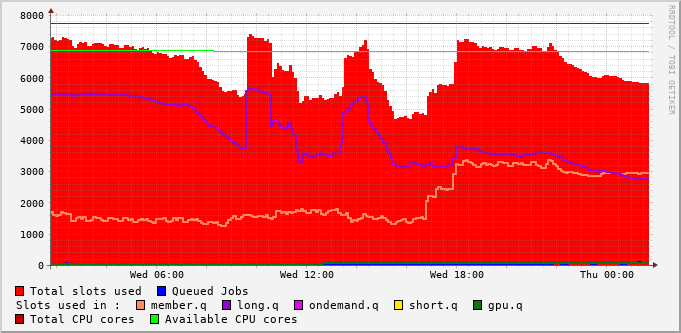 8000
7000
6000
5000
4000
3000
2000
1000
0
Wed 06:00 Wed 12:00 Wed 18:00 Thu 00:00
Total slots used Queued Jobs
Slots used in : member.q long.q ondemand.q short.q gpu.q
Total CPU cores Available CPU cores
RRDTOOL / TOBI OETIKER